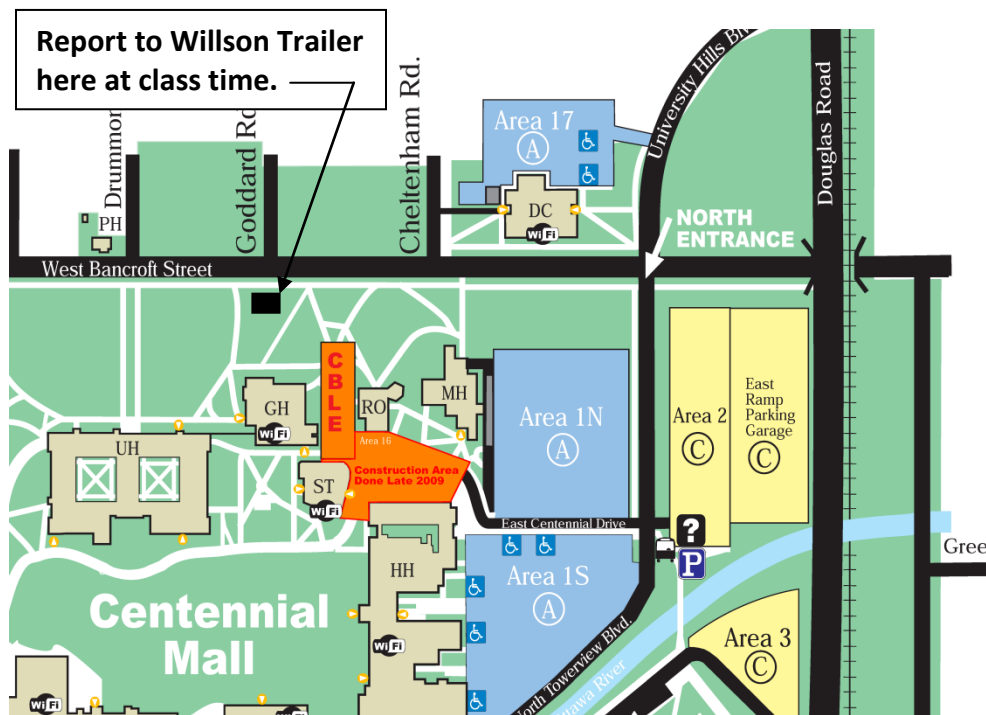 Report to Willson Trailer
here at class time.
Drummon
Goddard Rd
Cheltenham Rd.
University Hills Blv
Douglas Road
Area 17
A
PH
DC
WiFi
NORTH
ENTRANCE
West Bancroft Street
CBLE
GH
WiFi
RO
MH
Area 1N
A
Area 2
C
East
Ramp
Parking
Garage
C
UH
Area 16
Construction Area
Done Late 2009
ST
WiFi
East Centennial Drive
?
P
Gree
HH
Area 1S
A
Centennial
Mall
WiFi
North Towerview Blvd.
ttawa River
Area 3
C
WiFi
WiFi